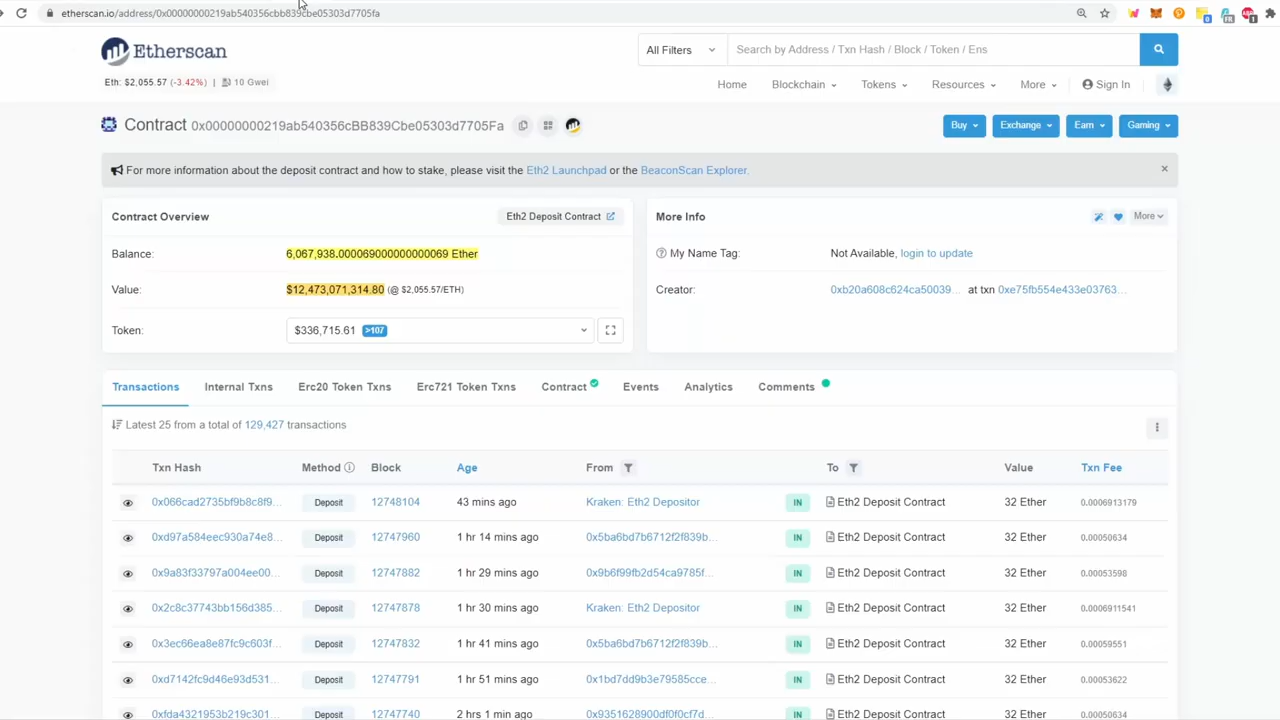 etherscan.io/address/0x00000000219ab540356cbb839cbe05303d7705fa
Etherscan
All Filters
Search by Address / Txn Hash / Block / Token / Ens
Eth: $2,055.57 (-3.42%) | 10 Gwei
Home Blockchain Tokens Resources More Sign In
Contract 0x00000000219ab540356cBB839Cbe05303d7705Fa
Buy Exchange Earn Gaming
For more information about the deposit contract and how to stake, please visit the Eth2 Launchpad or the BeaconScan Explorer.
Contract Overview
Eth2 Deposit Contract
Balance: 6,067,938.000069000000000069 Ether
Value: $12,473,071,314.80 (@ $2,055.57/ETH)
Token: $336,715.61 >107
More Info
More
My Name Tag: Not Available, login to update
Creator: 0xb20a608c624ca50039... at txn 0xe75fb554e433e03763...
Transactions Internal Txns Erc20 Token Txns Erc721 Token Txns Contract Events Analytics Comments
Latest 25 from a total of 129,427 transactions
Txn Hash Method Block Age From To Value Txn Fee
0x066cad2735bf9b8c8f9... Deposit 12748104 43 mins ago Kraken: Eth2 Depositor IN Eth2 Deposit Contract 32 Ether 0.0006913179
0xd97a584eec930a74e8... Deposit 12747960 1 hr 14 mins ago 0x5ba6bd7b6712f2f839b... IN Eth2 Deposit Contract 32 Ether 0.00050634
0x9a83f33797a004ee00... Deposit 12747882 1 hr 29 mins ago 0x9b6f99fb2d54ca9785f... IN Eth2 Deposit Contract 32 Ether 0.00053598
0x2c8c37743bb156d385... Deposit 12747878 1 hr 30 mins ago Kraken: Eth2 Depositor IN Eth2 Deposit Contract 32 Ether 0.0006911541
0x3ec66ea8e87fc9c603f... Deposit 12747832 1 hr 41 mins ago 0x5ba6bd7b6712f2f839b... IN Eth2 Deposit Contract 32 Ether 0.00059551
0xd7142fc9d46e93d531... Deposit 12747791 1 hr 51 mins ago 0x1bd7dd9b3e79585cce... IN Eth2 Deposit Contract 32 Ether 0.00053622
0xfda4321953b219c301... Deposit 12747740 2 hrs 1 min ago 0x9351628900df0f0cf7d... IN Eth2 Deposit Contract 32 Ether 0.00050634